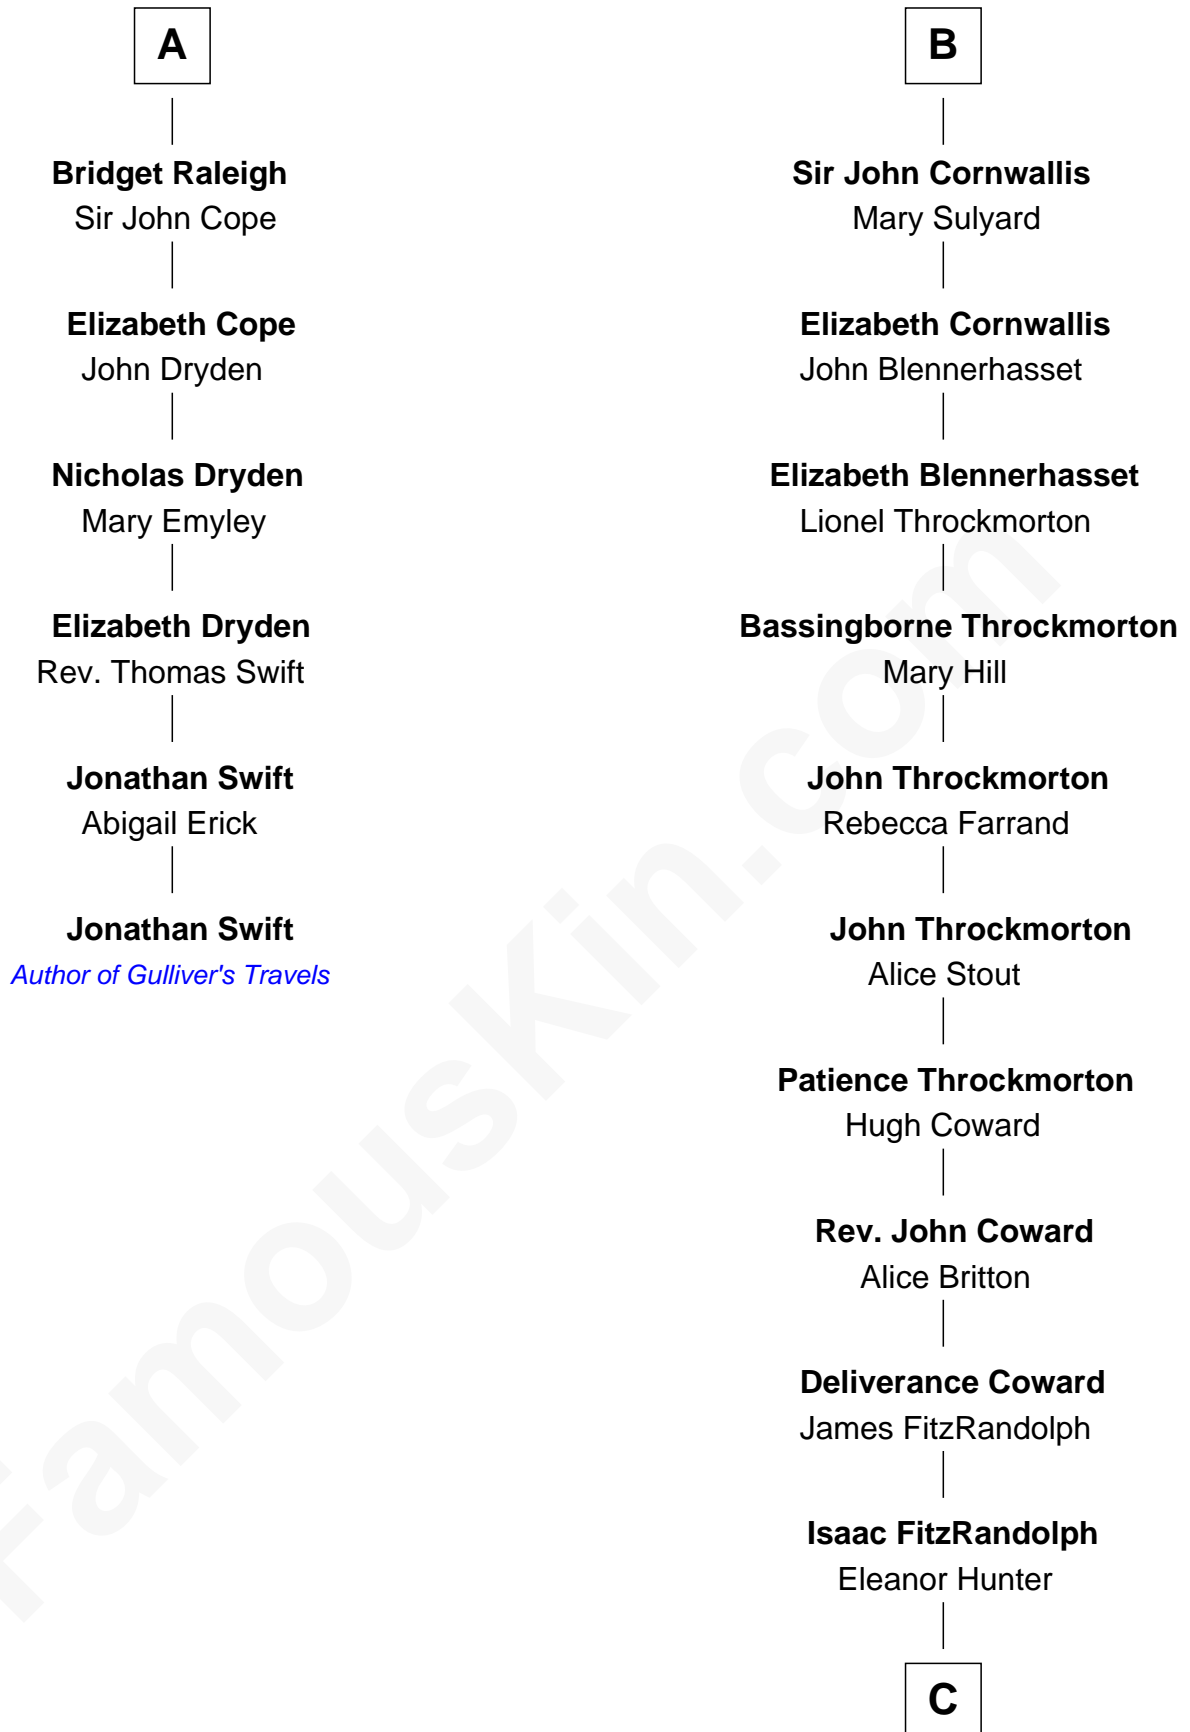 A
Bridget Raleigh
Sir John Cope
Elizabeth Cope
John Dryden
Nicholas Dryden
Mary Emyley
Elizabeth Dryden
Rev. Thomas Swift
Jonathan Swift
Abigail Erick
Jonathan Swift
Author of Gulliver's Travels
B
Sir John Cornwallis
Mary Sulyard
Elizabeth Cornwallis
John Blennerhasset
Elizabeth Blennerhasset
Lionel Throckmorton
Bassingborne Throckmorton
Mary Hill
John Throckmorton
Rebecca Farrand
John Throckmorton
Alice Stout
Patience Throckmorton
Hugh Coward
Rev. John Coward
Alice Britton
Deliverance Coward
James FitzRandolph
Isaac FitzRandolph
Eleanor Hunter
C
FamousKin.com